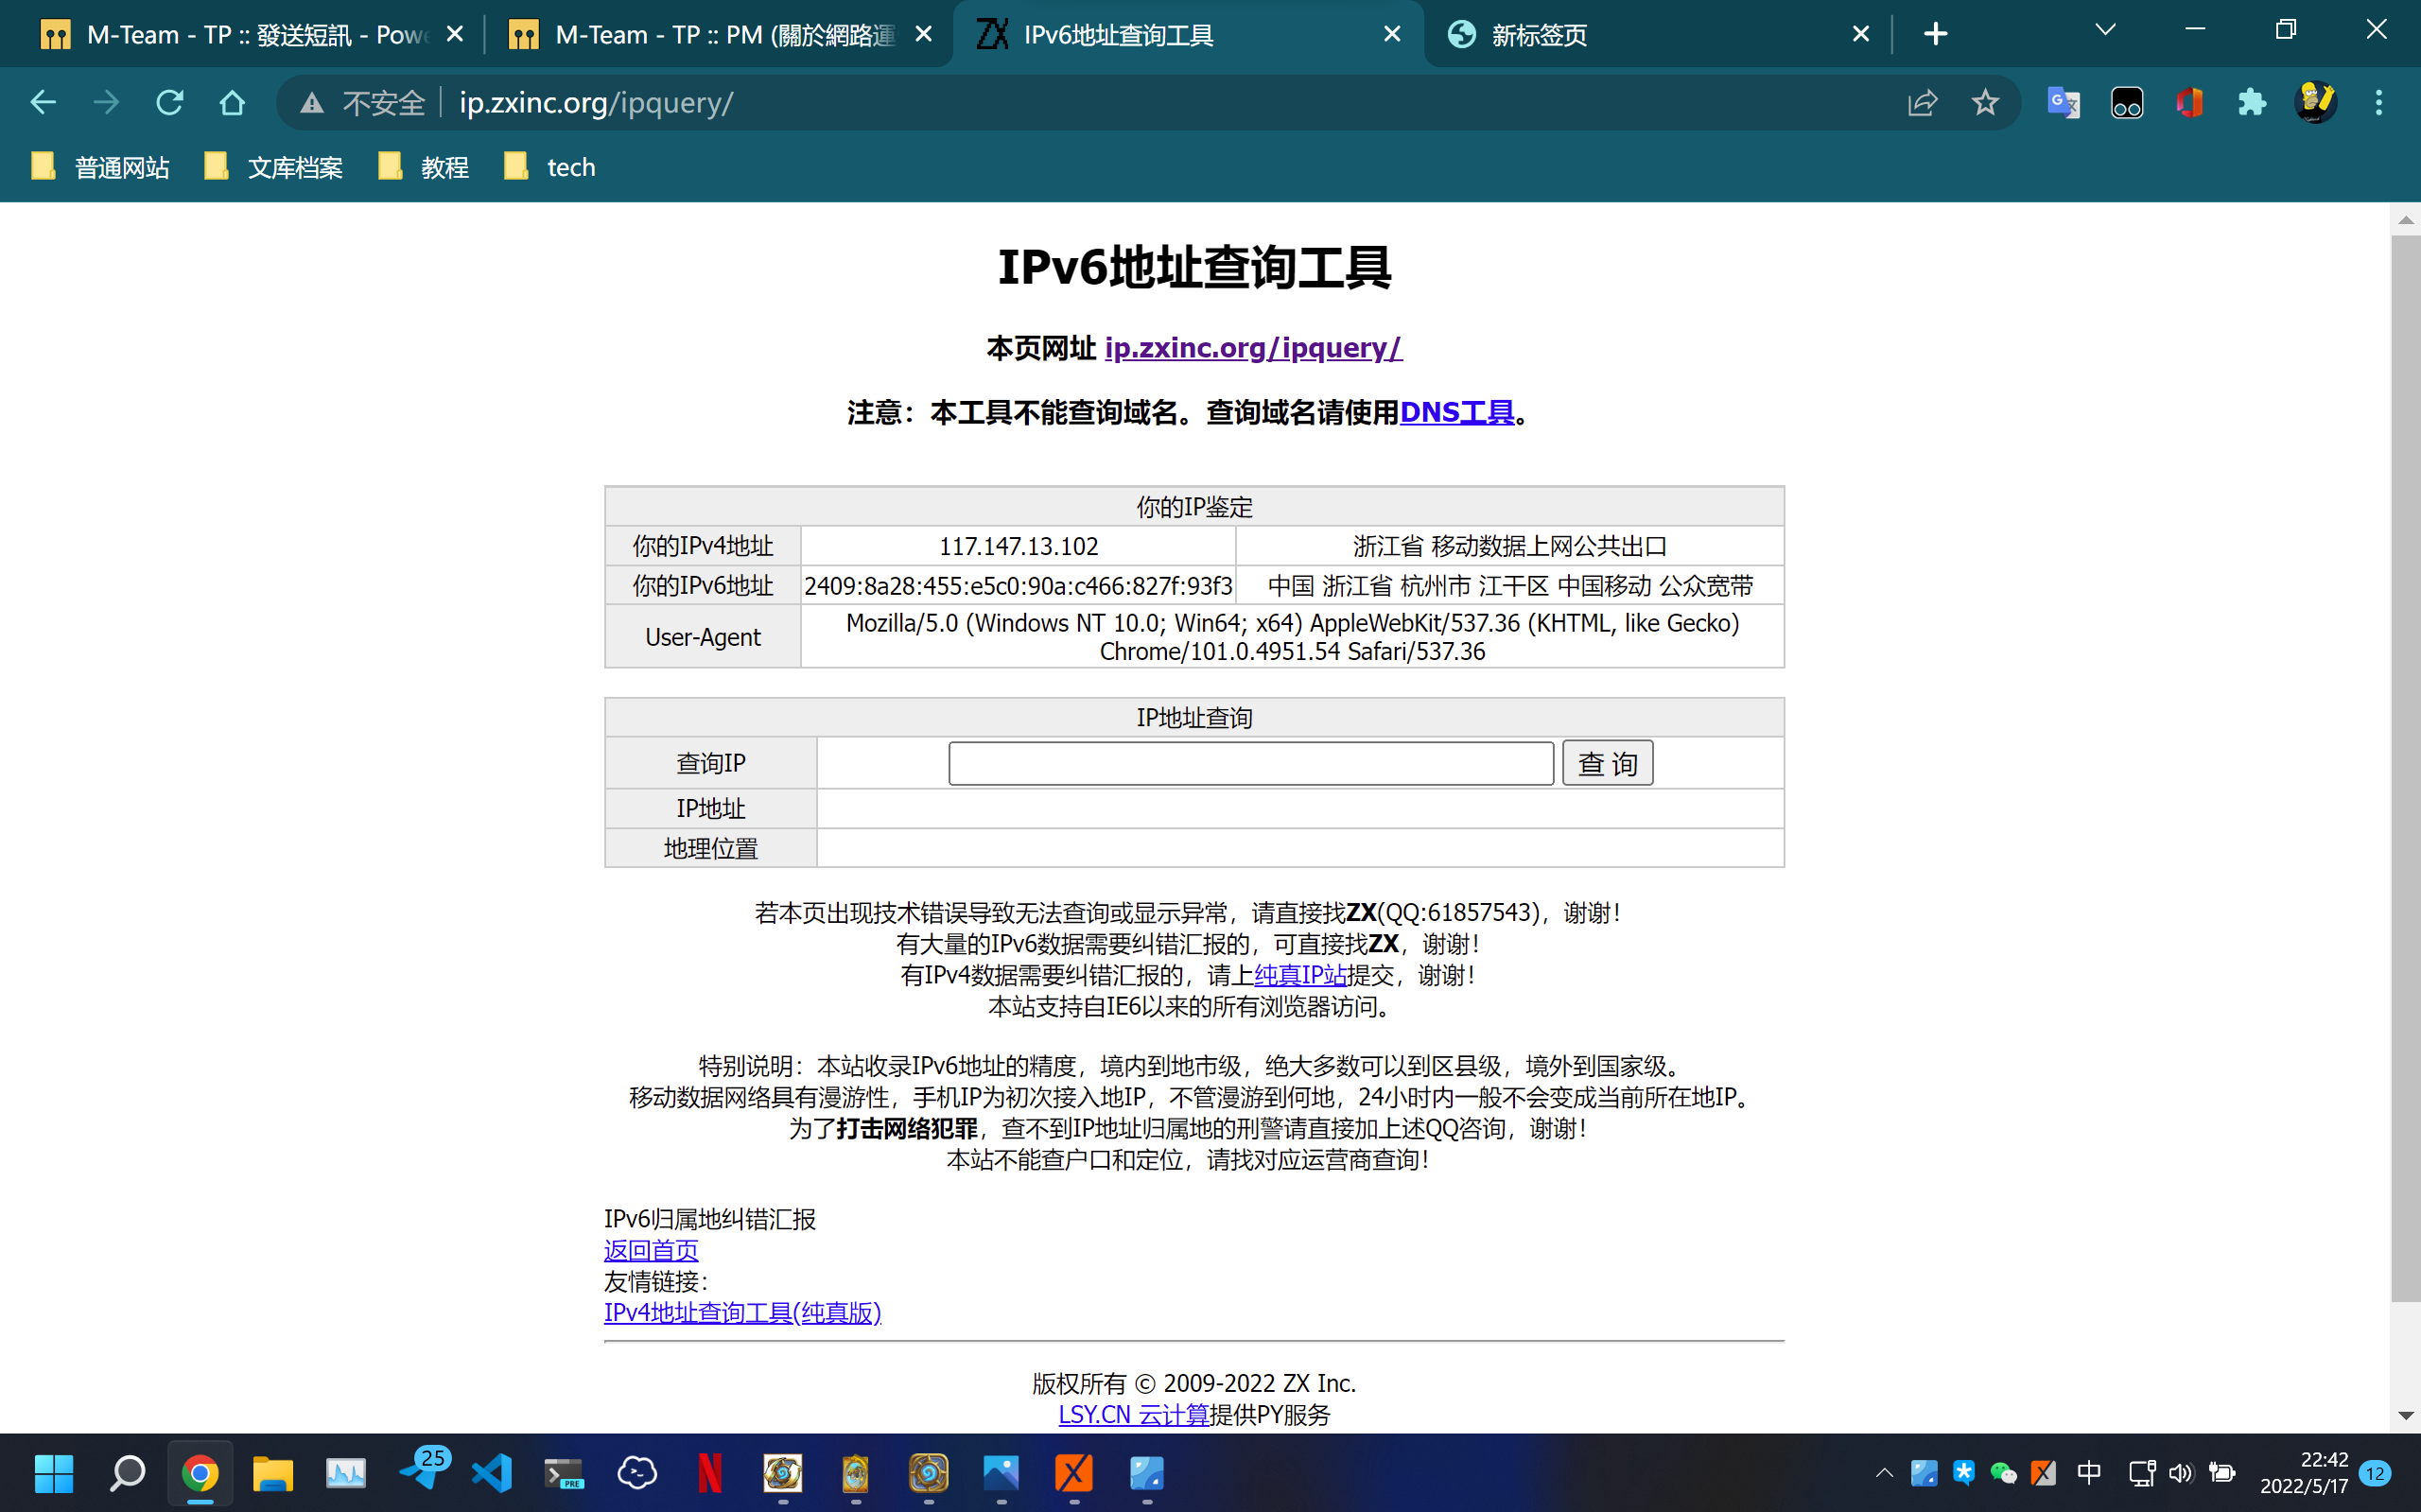 M-Team - TP :: 發送短訊 - Powe
M-Team - TP :: PM (關於網路運
ZX IPv6地址查询工具
新标签页
不安全 ip.zxinc.org/ipquery/
普通网站 文库档案 教程 tech
IPv6地址查询工具
本页网址 ip.zxinc.org/ipquery/
注意：本工具不能查询域名。查询域名请使用DNS工具。
你的IP鉴定
你的IPv4地址 117.147.13.102 浙江省 移动数据上网公共出口
你的IPv6地址 2409:8a28:455:e5c0:90a:c466:827f:93f3 中国 浙江省 杭州市 江干区 中国移动 公众宽带
User-Agent Mozilla/5.0 (Windows NT 10.0; Win64; x64) AppleWebKit/537.36 (KHTML, like Gecko)
Chrome/101.0.4951.54 Safari/537.36
IP地址查询
查询IP 查 询
IP地址
地理位置
若本页出现技术错误导致无法查询或显示异常，请直接找ZX(QQ:61857543)，谢谢！
有大量的IPv6数据需要纠错汇报的，可直接找ZX，谢谢！
有IPv4数据需要纠错汇报的，请上纯真IP站提交，谢谢！
本站支持自IE6以来的所有浏览器访问。
特别说明：本站收录IPv6地址的精度，境内到地市级，绝大多数可以到区县级，境外到国家级。
移动数据网络具有漫游性，手机IP为初次接入地IP，不管漫游到何地，24小时内一般不会变成当前所在地IP。
为了打击网络犯罪，查不到IP地址归属地的刑警请直接加上述QQ咨询，谢谢！
本站不能查户口和定位，请找对应运营商查询！
IPv6归属地纠错汇报
返回首页
友情链接：
IPv4地址查询工具(纯真版)
版权所有 © 2009-2022 ZX Inc.
LSY.CN 云计算提供PY服务
25
PRE
中
22:42
2022/5/17
12